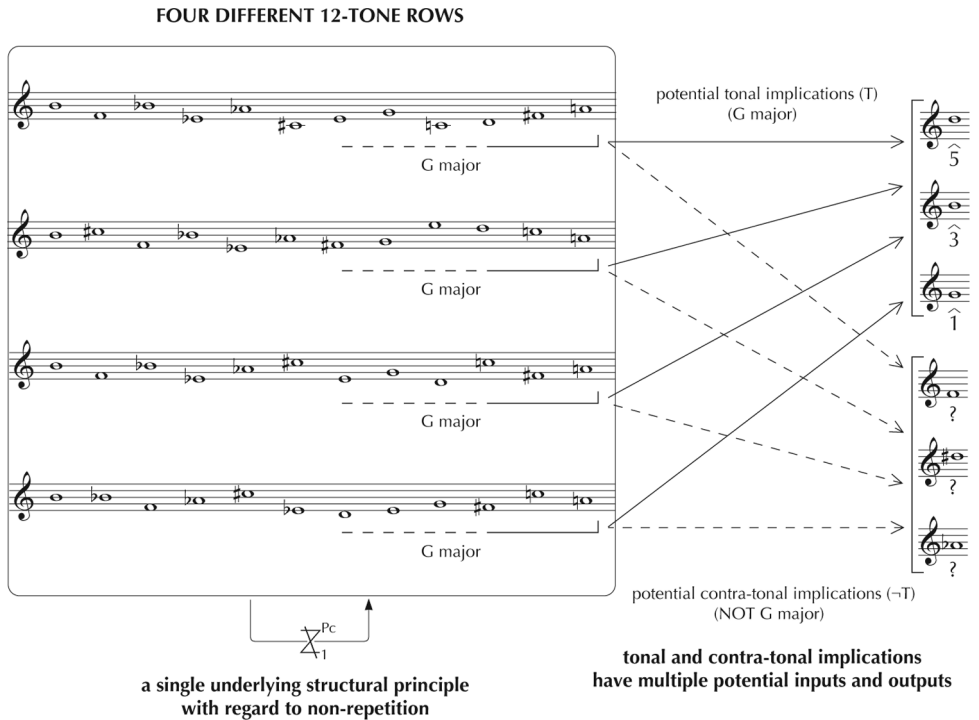 FOUR DIFFERENT 12-TONE ROWS
potential tonal implications (T)
(G major)
G major
5
3
G major
1
G major
?
?
G major
?
potential contra-tonal implications (¬T)
(NOT G major)
Pc
1
tonal and contra-tonal implications
have multiple potential inputs and outputs
a single underlying structural principle
with regard to non-repetition